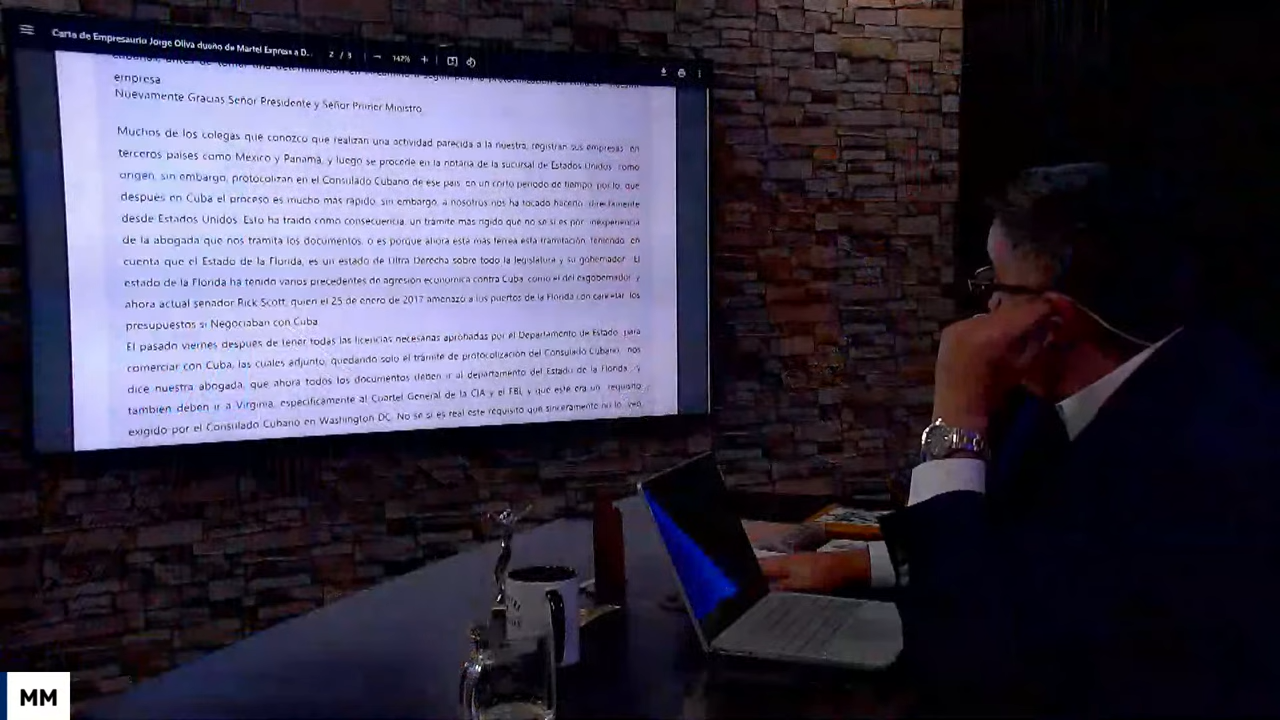 Carta de Empresaurio Jorge Oliva dueño de Martel Express a D... 2 / 3 — 142% +
empresa
Nuevamente Gracias Señor Presidente y Señor Primer Ministro
Muchos de los colegas que conozco que realizan una actividad parecida a la nuestra, registran sus empresas en
terceros paises como Mexico y Panamá, y luego se procede en la notaria de la sucursal de Estados Unidos como
origen, sin embargo, protocolizan en el Consulado Cubano de ese pais en un corto periodo de tiempo por lo que
después en Cuba el proceso es mucho más rapido, sin embargo, a nosotros nos ha tocado hacerlo directamente
desde Estados Unidos. Esto ha traido como consecuencia, un trámite más rigido que no se si es por inexperiencia
de la abogada que nos tramita los documentos, o es porque ahora esta más ferrea esta tramitación, teniendo en
cuenta que el Estado de la Florida, es un estado de Ultra Derecha sobre todo la legislatura y su gobernador. El
estado de la Florida ha tenido varios precedentes de agresión económica contra Cuba como el del exgobernador y
ahora actual senador Rick Scott, quien el 25 de enero de 2017 amenazo a los puertos de la Florida con cancelar los
presupuestos si Negociaban con Cuba
El pasado viernes despues de tener todas las licencias necesarias aprobadas por el Departamento de Estado para
comerciar con Cuba, las cuales adjunto, quedando solo el trámite de protocolización del Consulado Cubano nos
dice nuestra abogada, que ahora todos los documentos deben ir al departamento del Estado de la Florida y
tambien deben ir a Virginia, especificamente al Cuartel General de la CIA y el FBI, y que este era un requisito
exigido por el Consulado Cubano en Washington DC. No se si es real este requisito que sinceramente no lo veo
MM